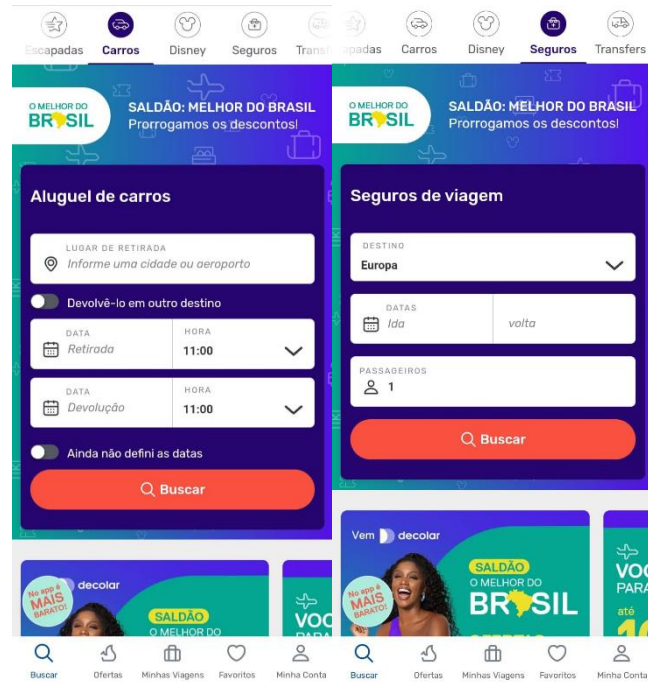 Escapadas
Carros
Disney
Seguros
O MELHOR DO
BRASIL
SALDÃO: MELHOR DO BRASIL
Prorrogamos os descontos!
Aluguel de carros
LUGAR DE RETIRADA
Informe uma cidade ou aeroporto
Devolvê-lo em outro destino
DATA
Retirada
HORA
11:00
DATA
Devolução
HORA
11:00
Ainda não defini as datas
Buscar
decolar
No app é
MAIS
BARATO!
SALDÃO
O MELHOR DO
Buscar
Ofertas
Minhas Viagens
Favoritos
Minha Conta
Carros
Disney
Seguros
Transfers
O MELHOR DO
BRASIL
SALDÃO: MELHOR DO BRASIL
Prorrogamos os descontos!
Seguros de viagem
DESTINO
Europa
DATAS
Ida
volta
PASSAGEIROS
1
Buscar
Vem decolar
No app é
MAIS
BARATO!
SALDÃO
O MELHOR DO
BRASIL
até
Buscar
Ofertas
Minhas Viagens
Favoritos
Minha Conta